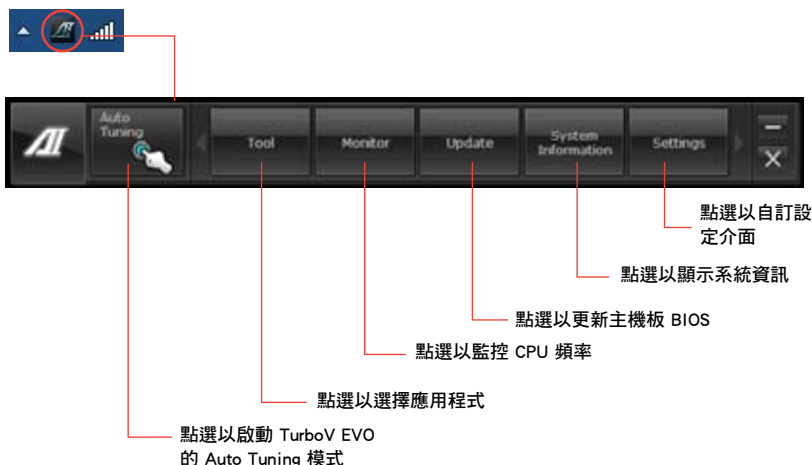 Auto
Tuning
Tool
Monitor
Update
System
Information
Settings
點選以自訂設
定介面
點選以顯示系統資訊
點選以更新主機板 BIOS
點選以監控 CPU 頻率
點選以選擇應用程式
點選以啟動 TurboV EVO
的 Auto Tuning 模式